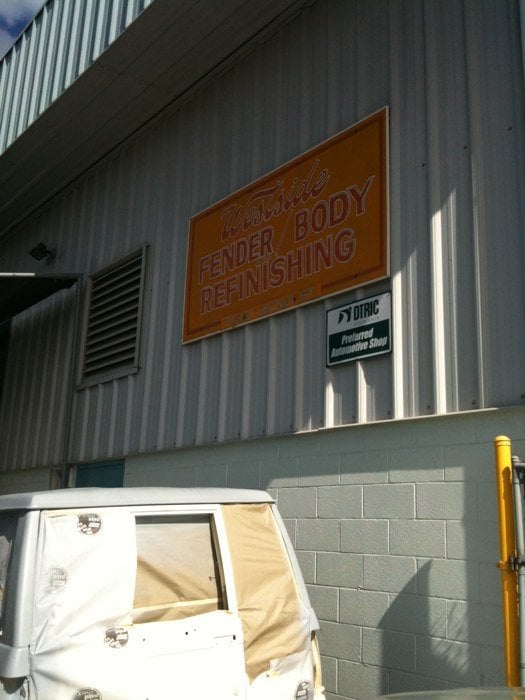 Westside
FENDER/BODY
REFINISHING
DTRIC
Preferred
Automotive Shop